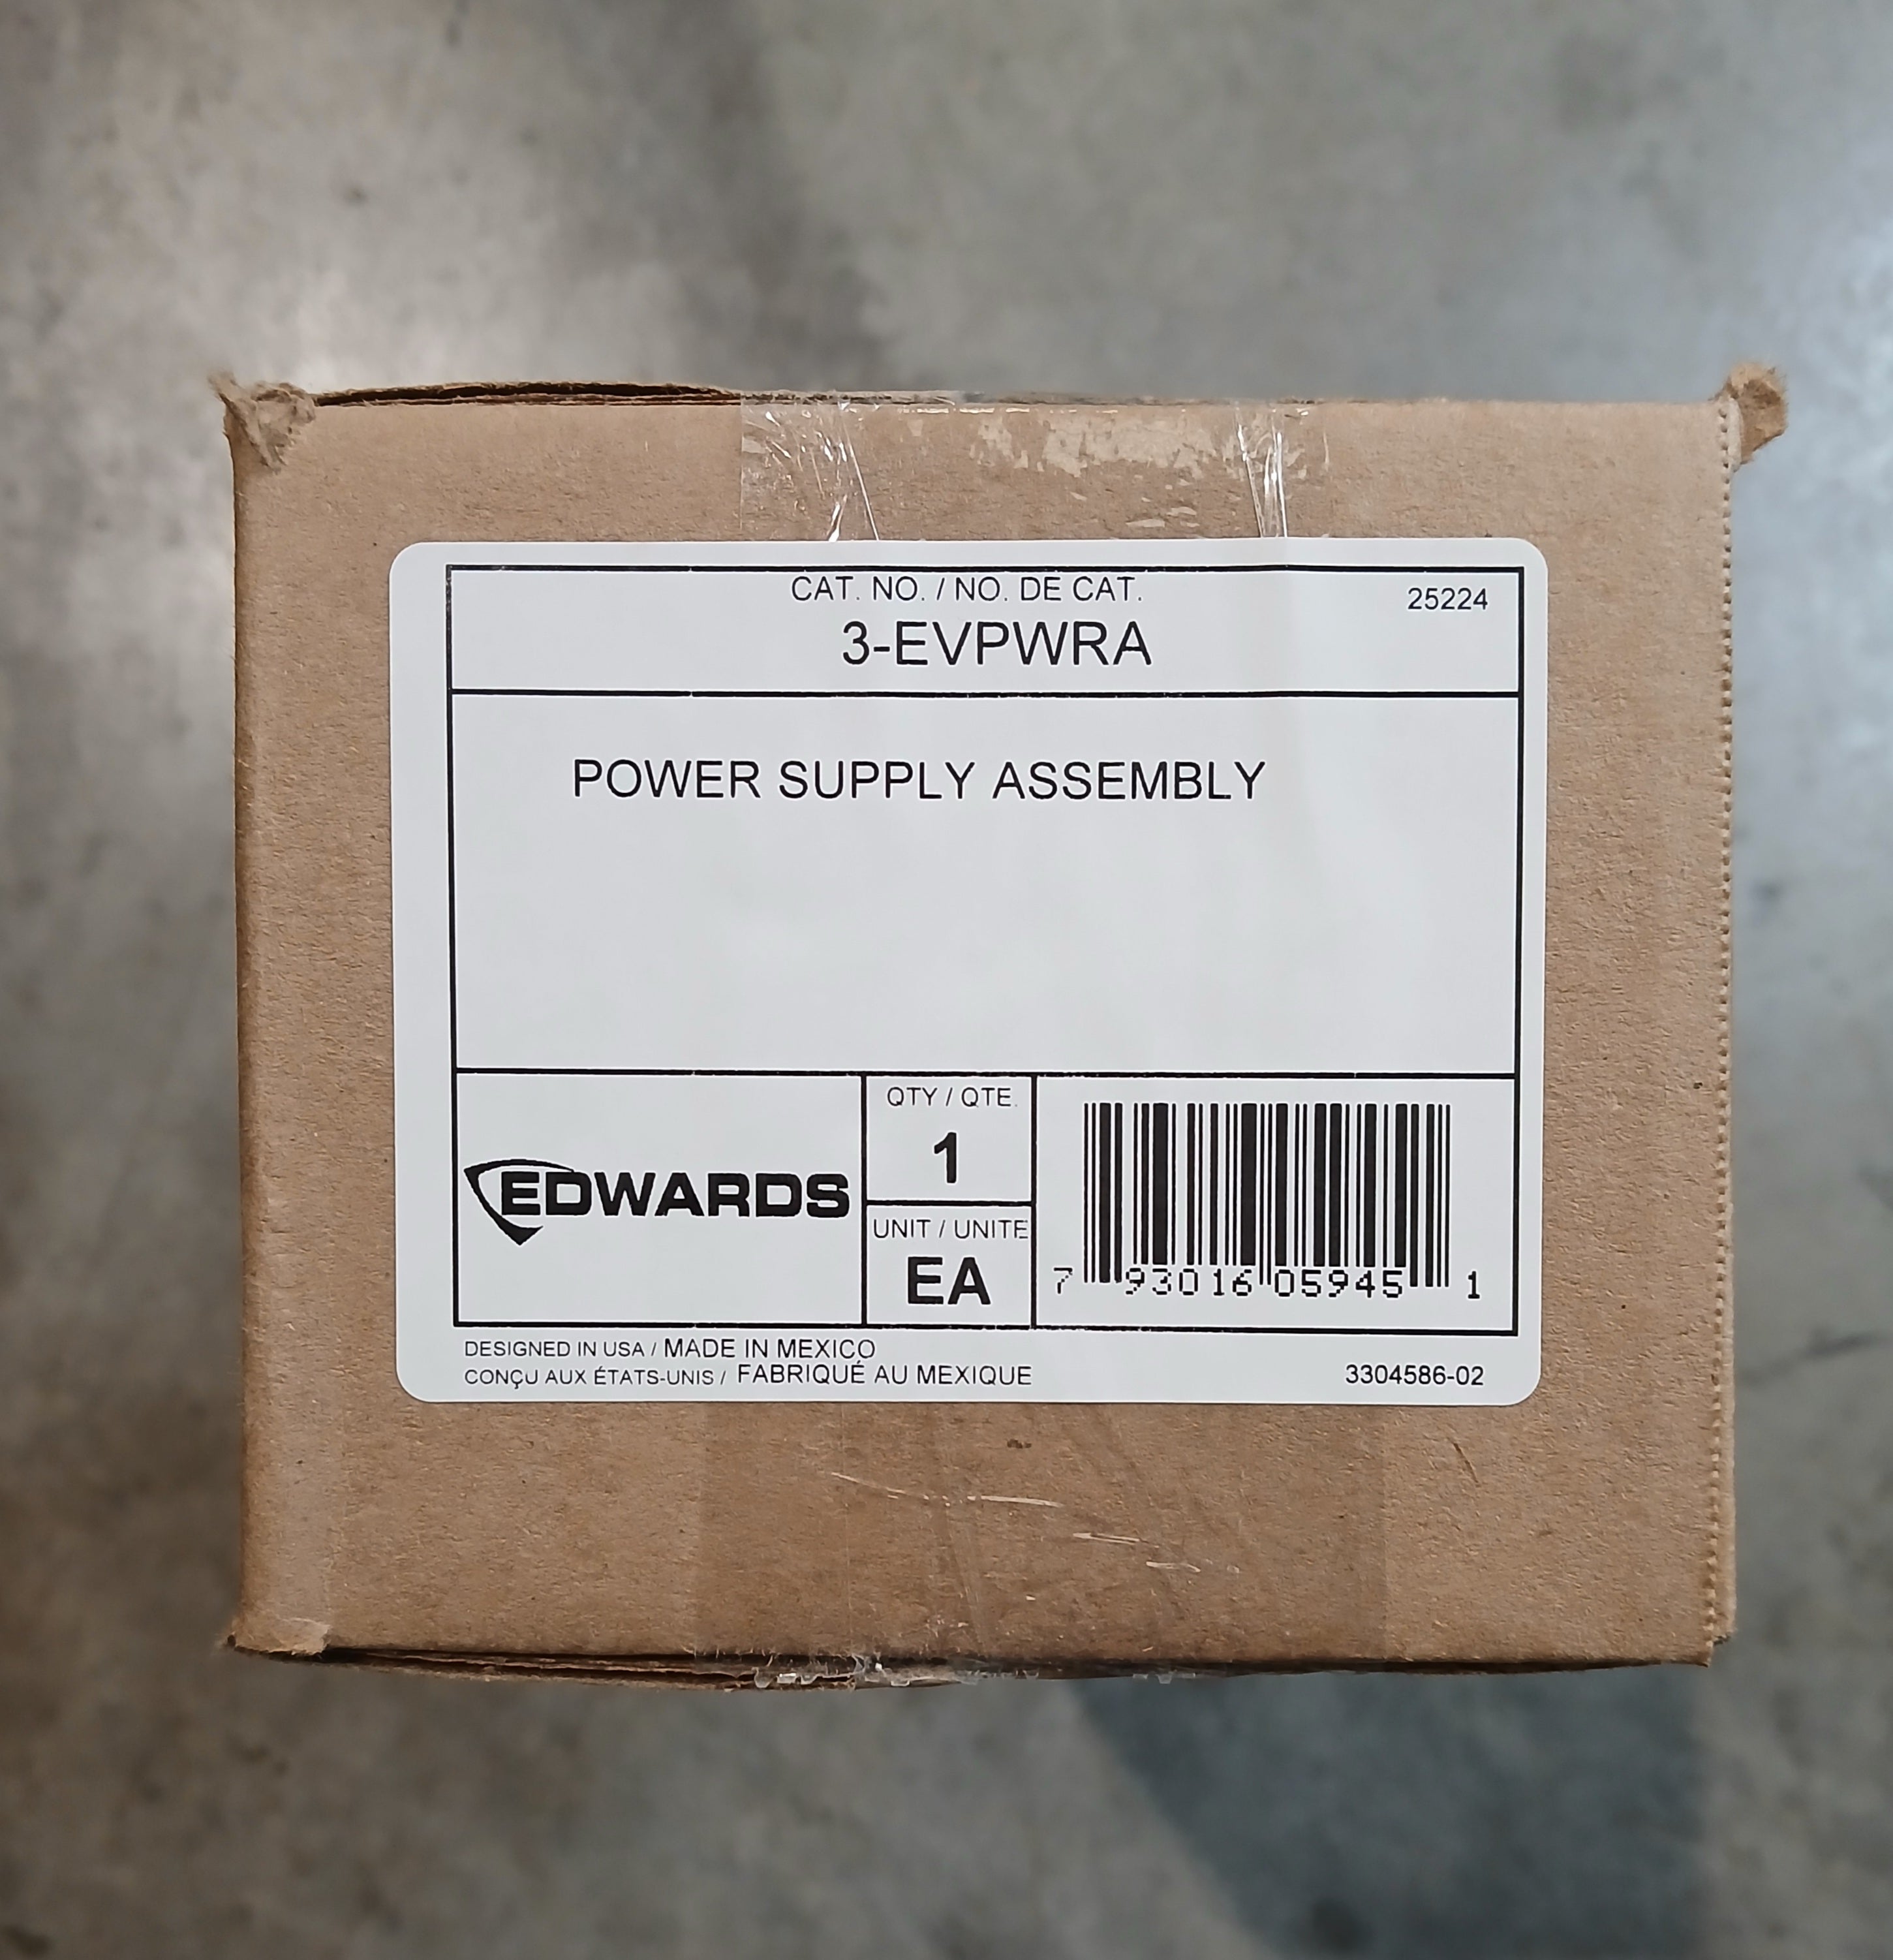 CAT. NO. / NO. DE CAT.
25224
3-EVPWRA
POWER SUPPLY ASSEMBLY
EDWARDS
QTY / QTE.
1
UNIT / UNITE
EA
7 93016 05945 1
DESIGNED IN USA / MADE IN MEXICO
CONÇU AUX ÉTATS-UNIS / FABRIQUÉ AU MEXIQUE
3304586-02